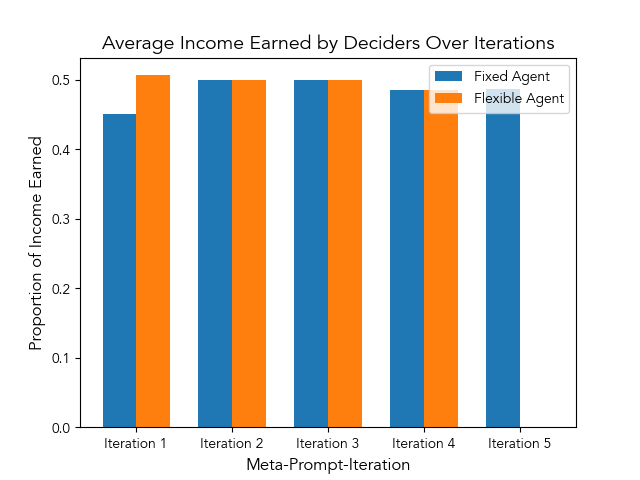 Average Income Earned by Deciders Over Iterations
Fixed Agent
Flexible Agent
Proportion of Income Earned
0.5
0.4
0.3
0.2
0.1
0.0
Iteration 1 Iteration 2 Iteration 3 Iteration 4 Iteration 5
Meta-Prompt-Iteration